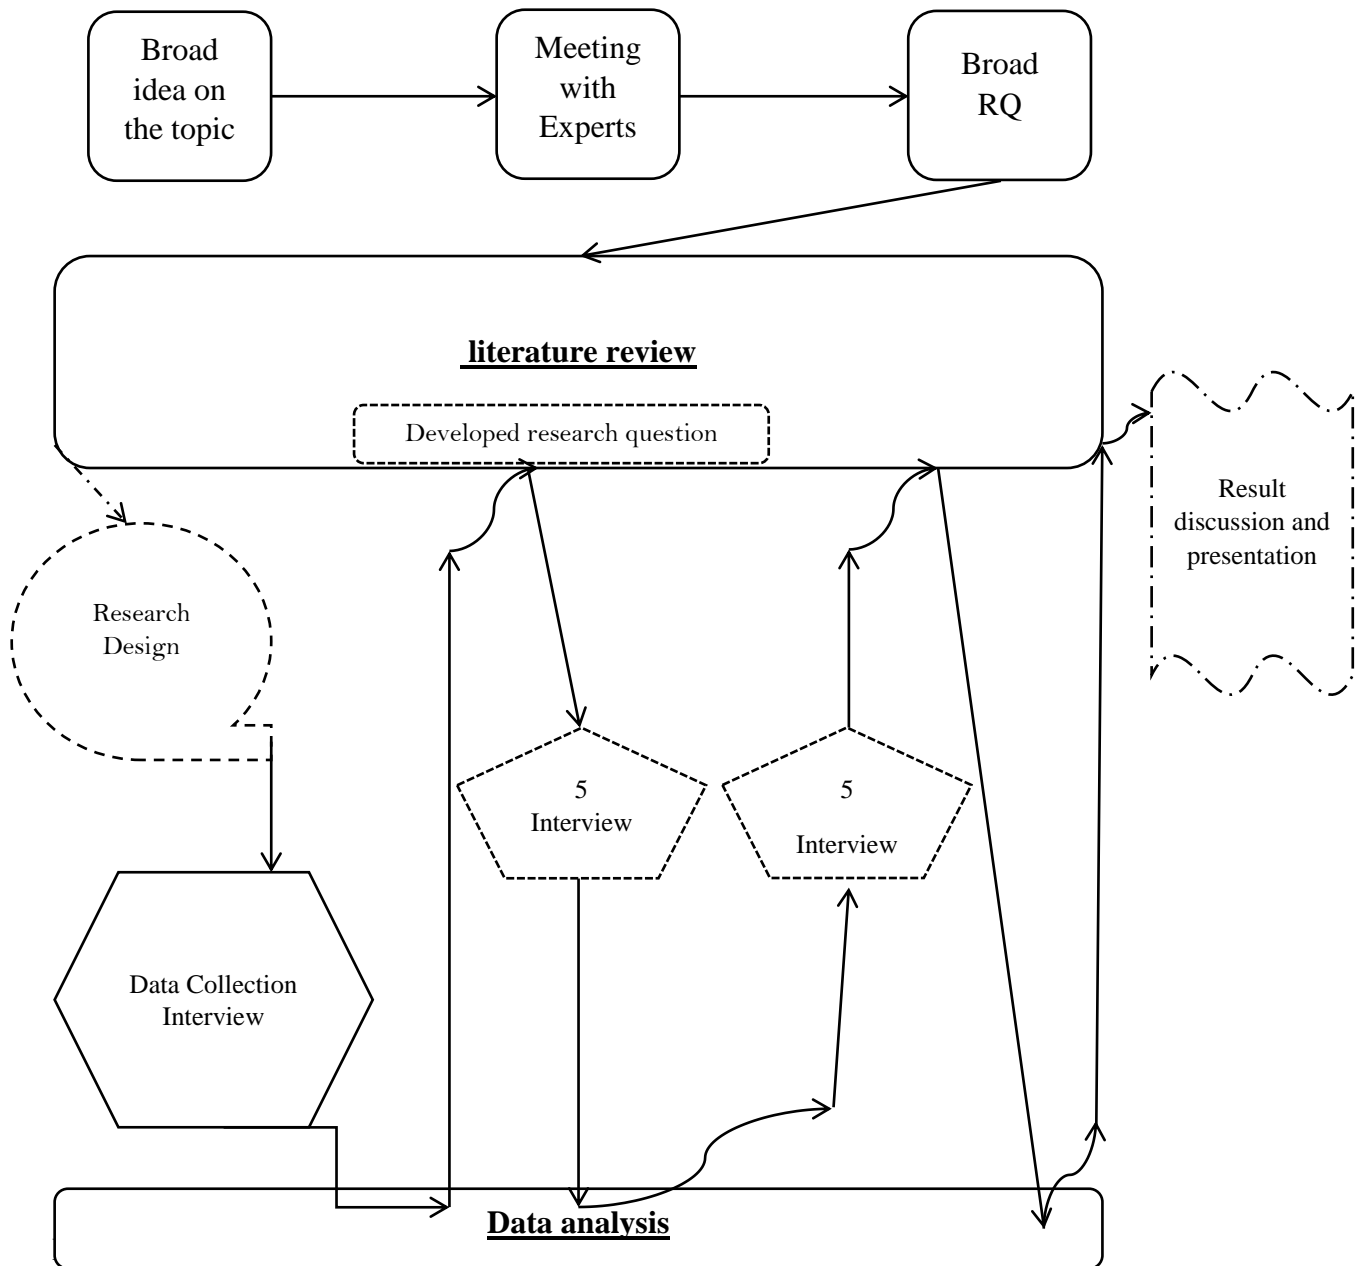 Broad
idea on
the topic
Meeting
with
Experts
Broad
RQ
literature review
Developed research question
Result
discussion and
presentation
Research
Design
5
Interview
5
Interview
Data Collection
Interview
Data analysis